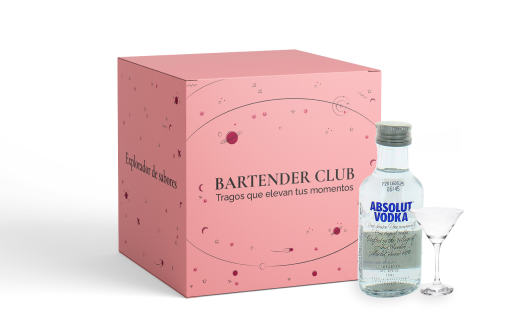 Explorador de sabores
BARTENDER CLUB
Tragos que elevan tus momentos
ABSOLUT
VODKA